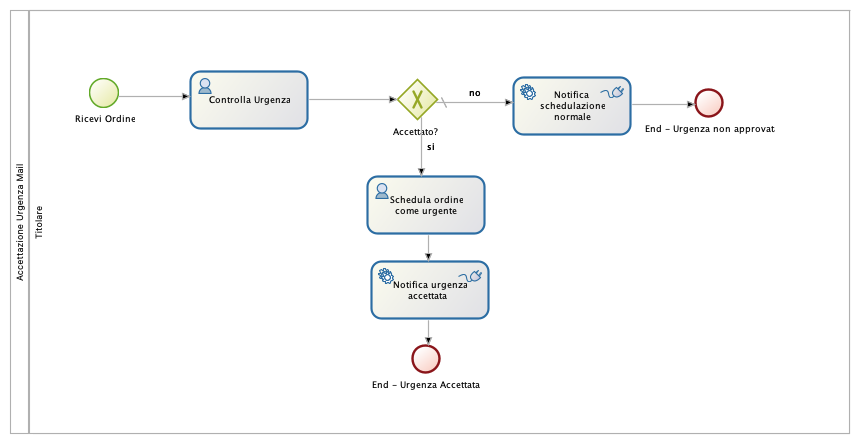 Accettazione Urgenza Mail
Titolare
Ricevi Ordine
Controlla Urgenza
Accettato?
no
Notifica
schedulazione
normale
End - Urgenza non approvat
si
Schedula ordine
come urgente
Notifica urgenza
accettata
End - Urgenza Accettata